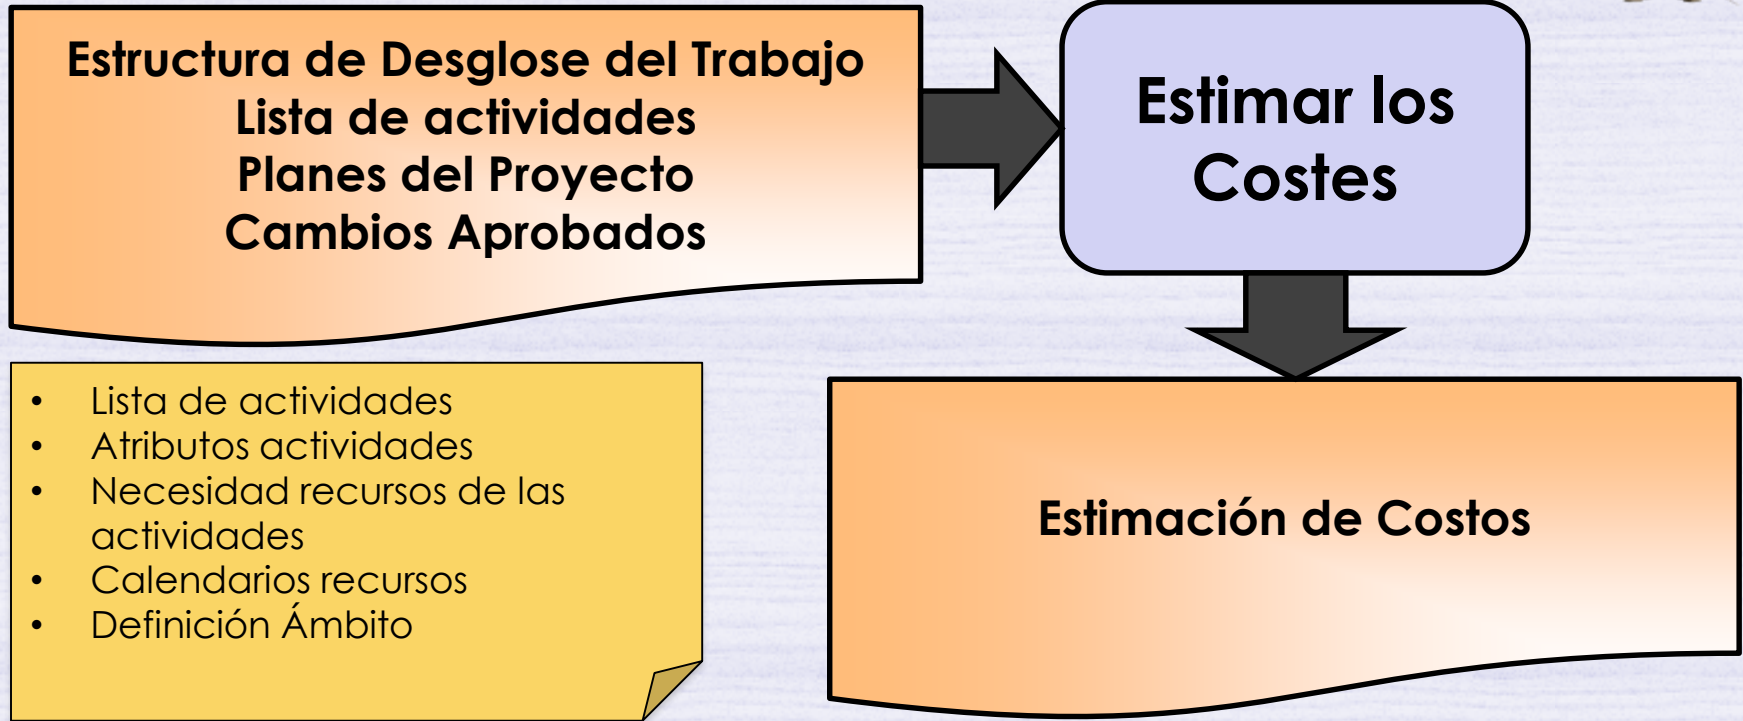 Estructura de Desglose del Trabajo
Lista de actividades
Planes del Proyecto
Cambios Aprobados
Estimar los
Costes
• Lista de actividades
• Atributos actividades
• Necesidad recursos de las
actividades
• Calendarios recursos
• Definición Ámbito
Estimación de Costos